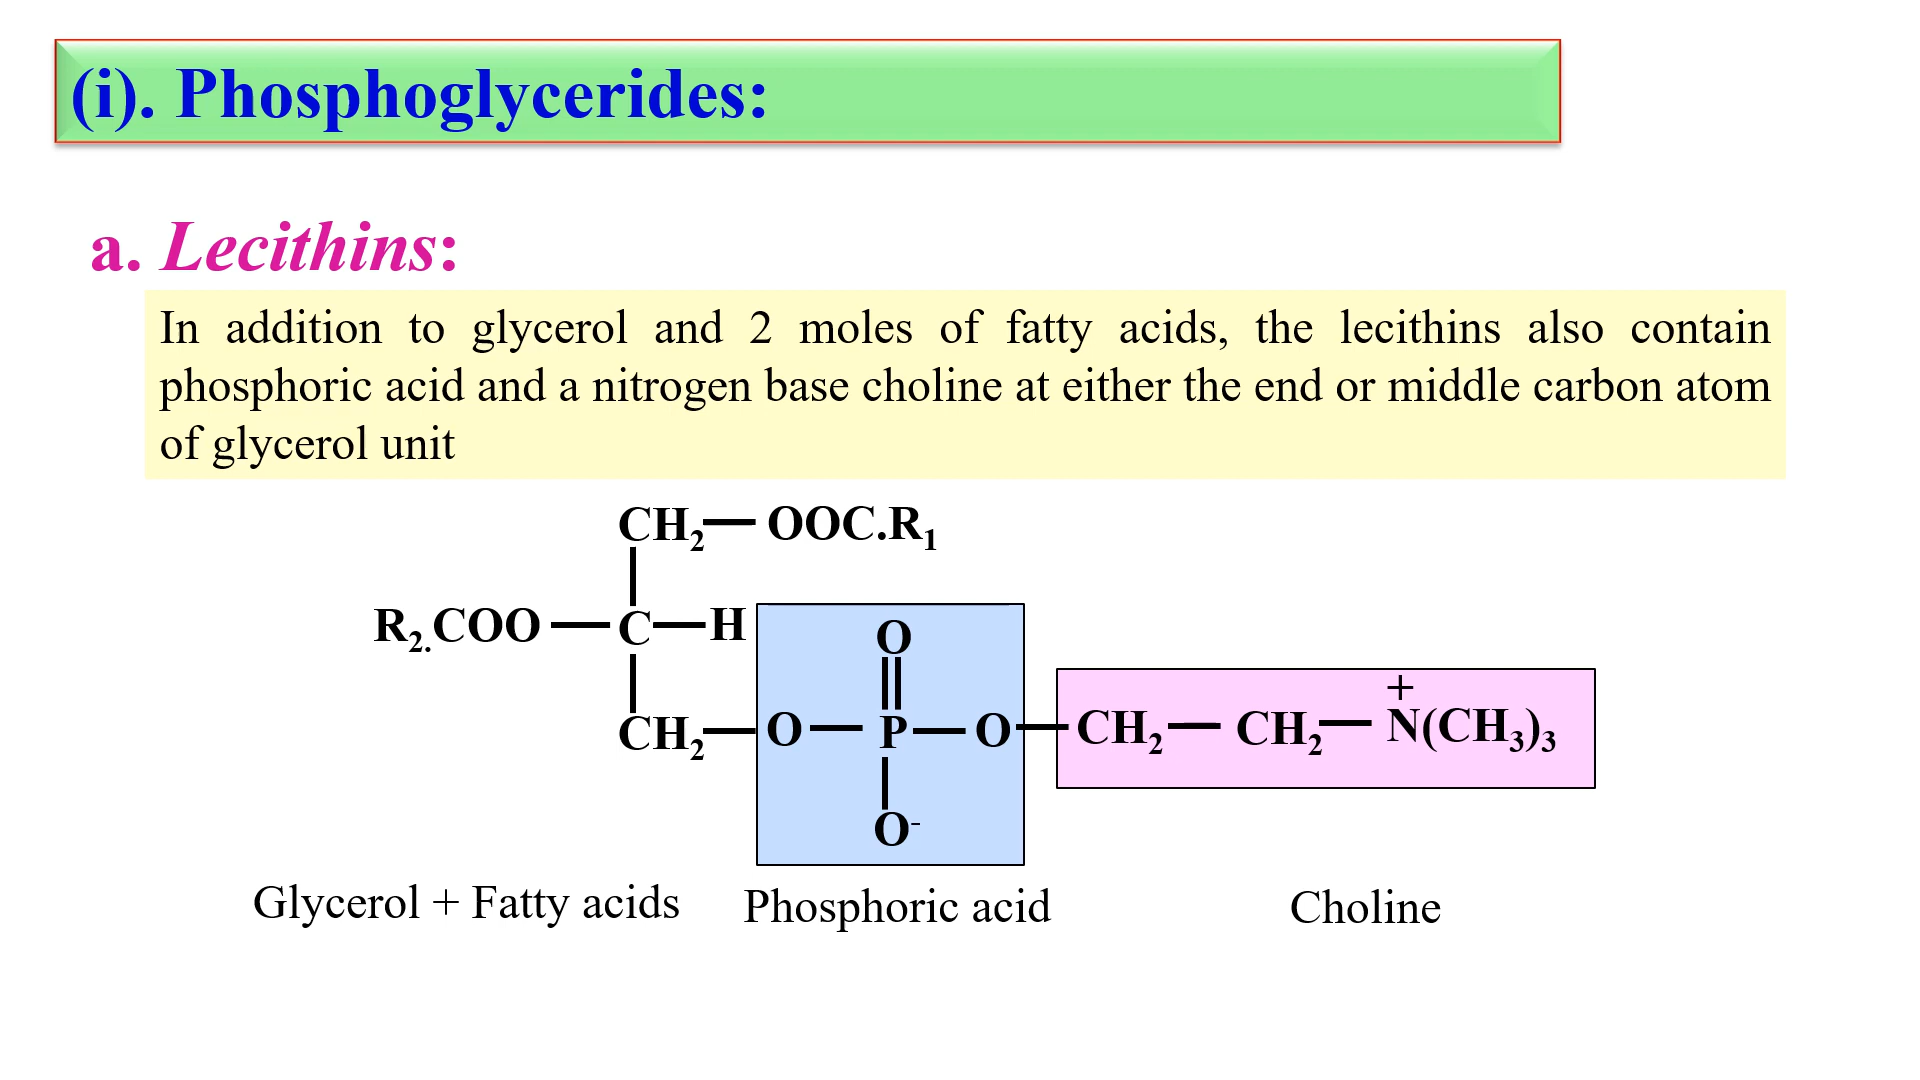 (i). Phosphoglycerides:
a. Lecithins:
In addition to glycerol and 2 moles of fatty acids, the lecithins also contain
phosphoric acid and a nitrogen base choline at either the end or middle carbon atom
of glycerol unit
CH₂ OOC.R₁
R₂.COO C H
O
+
CH₂ O P O CH₂ CH₂ N(CH₃)₃
O⁻
Glycerol + Fatty acids Phosphoric acid Choline